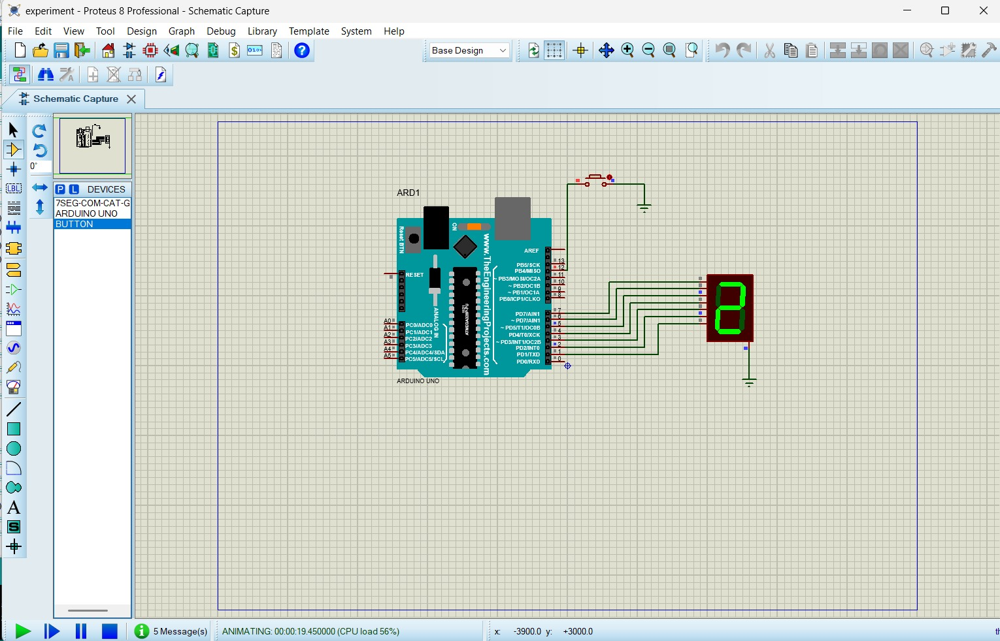 experiment - Proteus 8 Professional - Schematic Capture
File Edit View Tool Design Graph Debug Library Template System Help
Base Design
Schematic Capture
0°
P L DEVICES
7SEG-COM-CAT-G
ARDUINO UNO
BUTTON
LBL
A
S
ARD1
Reset BTN
ON
www.TheEngineeringProjects.com
ANALOG IN
ATMEGA328P-PU
RESET
AREF
PB5/SCK 13
PB4/MISO 12
~ PB3/MOSI/OC2A 11
~ PB2/OC1B 10
~ PB1/OC1A 9
PB0/ICP1/CLKO 8
PD7/AIN1 7
~ PD7/AIN1 6
~ PD5/T1/OC0B 5
PD4/T0/XCK 4
~ PD3/INT1/OC2B 3
PD2/INT0 2
PD1/TXD 1
PD0/RXD 0
A0 PC0/ADC0
A1 PC1/ADC1
A2 PC2/ADC2
A3 PC3/ADC3
A4 PC4/ADC4/SDA
A5 PC5/ADC5/SCL
ARDUINO UNO
2
5 Message(s)
ANIMATING: 00:00:19.450000 (CPU load 56%)
x: -3900.0 y: +3000.0
th